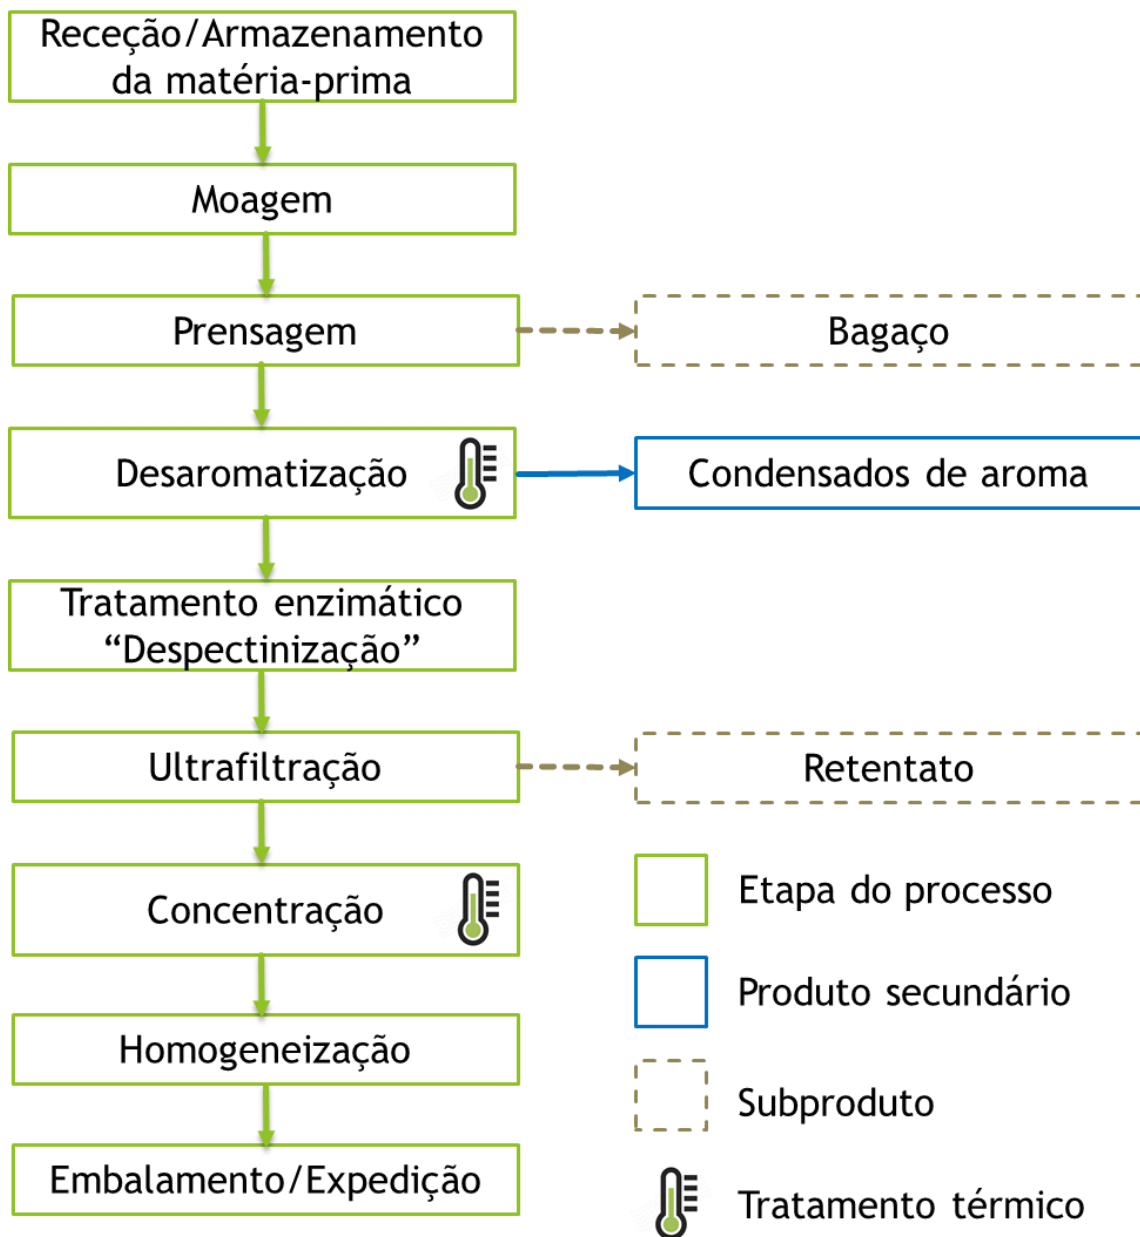 Receção/Armazenamento
da matéria-prima
Moagem
Prensagem
Bagaço
Desaromatização
Condensados de aroma
Tratamento enzimático
“Despectinização”
Ultrafiltração
Retentato
Concentração
Homogeneização
Embalamento/Expedição
Etapa do processo
Produto secundário
Subproduto
Tratamento térmico